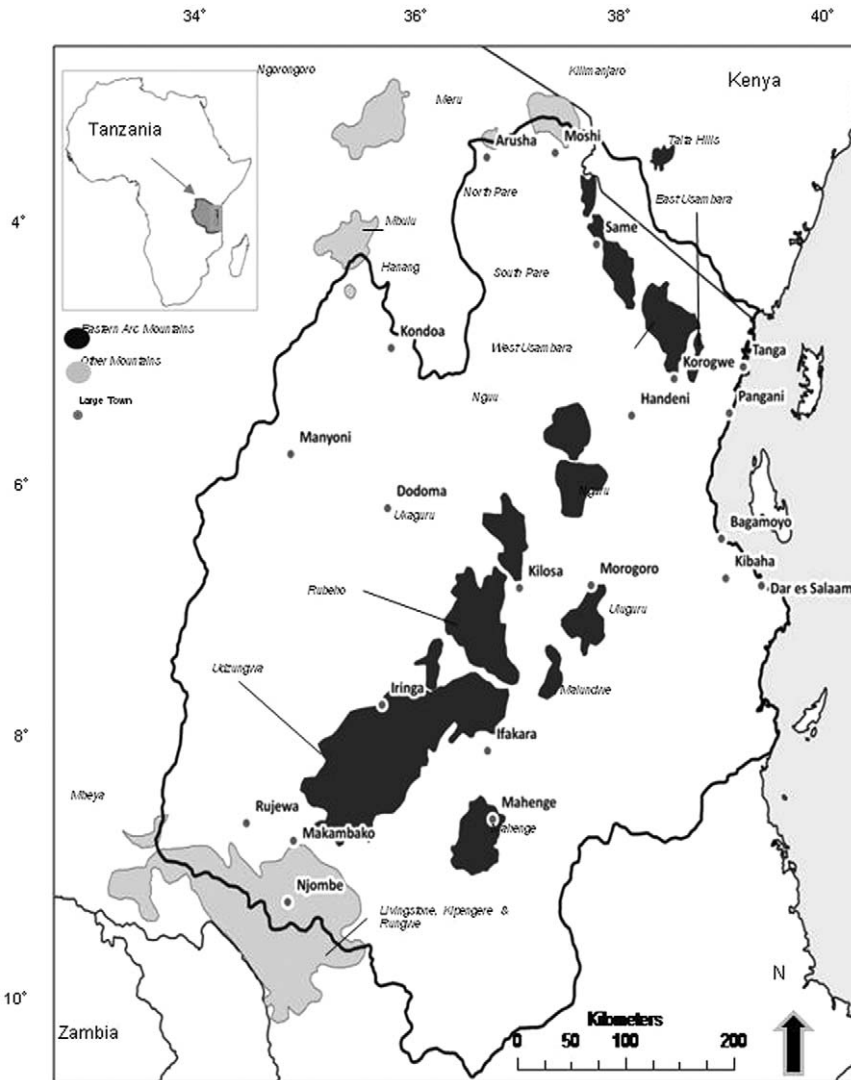 34˚ 36˚ 38˚ 40˚
Ngorongoro
Kilimanjaro
Kenya
Meru
Tanzania
Arusha
Moshi
Taita Hills
North Pare
East Usambara
4˚
Mbulu
Same
Hanang
South Pare
Eastern Arc Mountains
Kondoa
West Usambara
Tanga
Other Mountains
Korogwe
Large Town
Nguu
Handeni
Pangani
Manyoni
6˚
Dodoma
Nguru
Ukaguru
Bagamoyo
Kilosa
Morogoro
Kibaha
Rubeho
Uluguru
Dar es Salaam
Udzungwa
Iringa
Malundwe
8˚
Ifakara
Mbeya
Rujewa
Mahenge
Makambako
Mahenge
Njombe
Livingstone, Kipengere &
Rungwe
N
10˚
Zambia
Kilometers
0 50 100 200